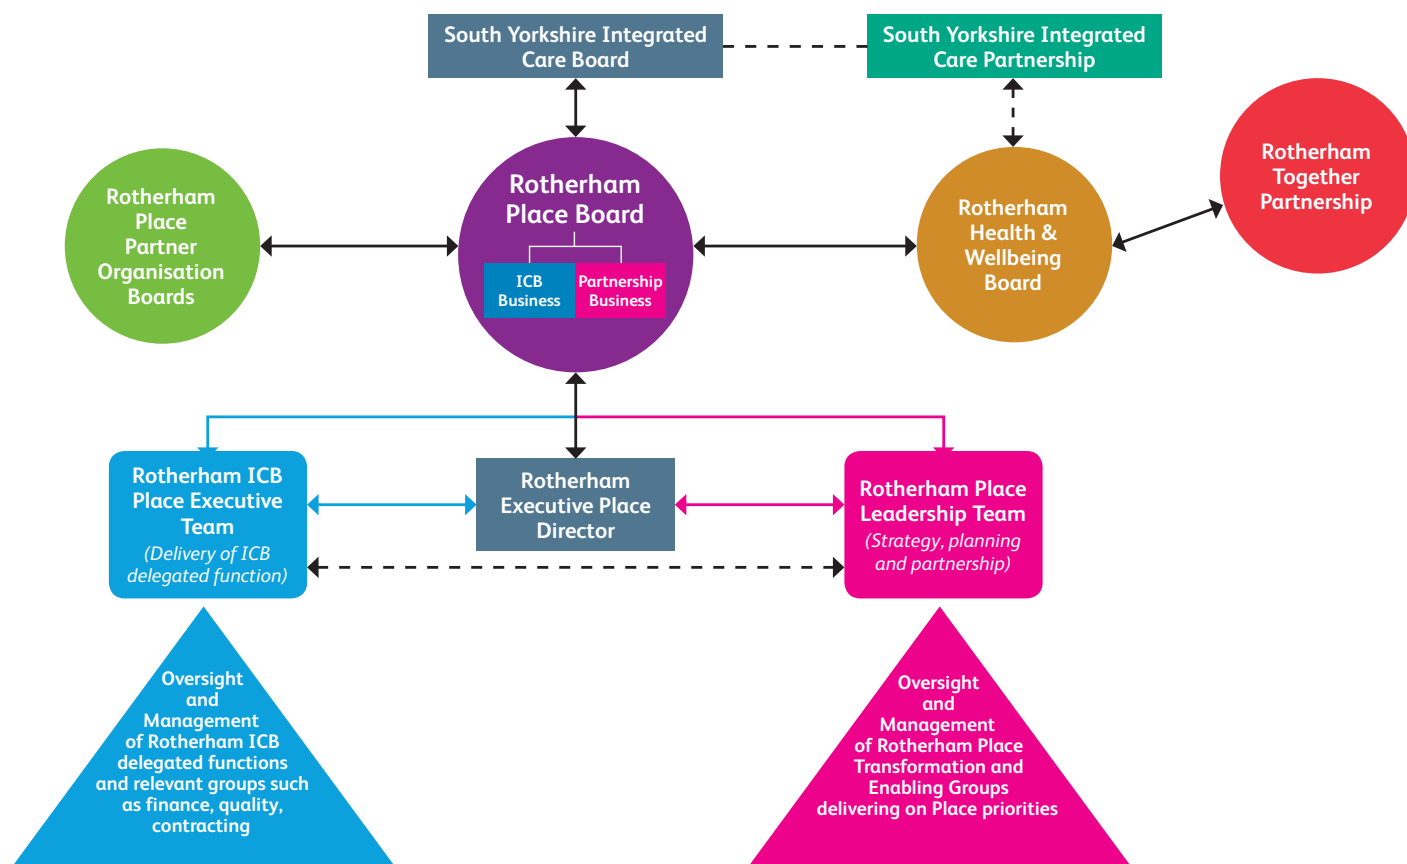 South Yorkshire Integrated
Care Board
South Yorkshire Integrated
Care Partnership
Rotherham
Place
Partner
Organisation
Boards
Rotherham
Place Board
ICB
Business
Partnership
Business
Rotherham
Health &
Wellbeing
Board
Rotherham
Together
Partnership
Rotherham ICB
Place Executive
Team
(Delivery of ICB
delegated function)
Rotherham
Executive Place
Director
Rotherham Place
Leadership Team
(Strategy, planning
and partnership)
Oversight
and
Management
of Rotherham ICB
delegated functions
and relevant groups such
as finance, quality,
contracting
Oversight
and
Management
of Rotherham Place
Transformation and
Enabling Groups
delivering on Place priorities